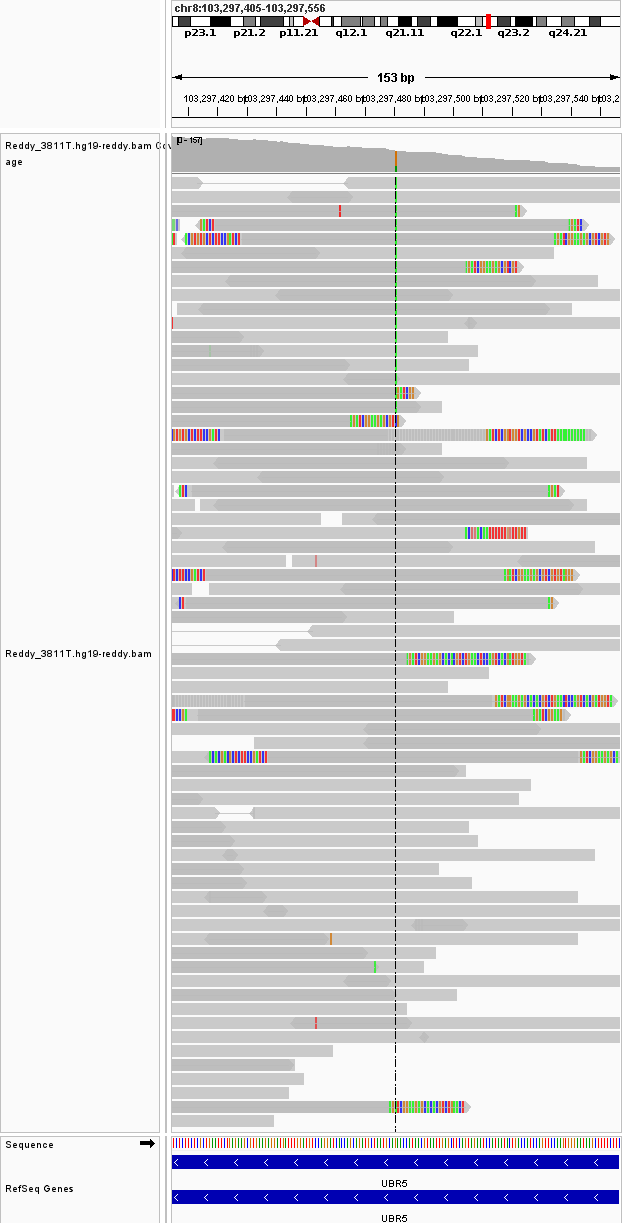 chr8:103,297,405-103,297,556
p23.1 p21.2 p11.21 q12.1 q21.11 q22.1 q23.2 q24.21
153 bp
103,297,420 bp 103,297,440 bp 103,297,460 bp 103,297,480 bp 103,297,500 bp 103,297,520 bp 103,297,540 bp
Reddy_3811T.hg19-reddy.bam Cov
age
[0 - 157]
Reddy_3811T.hg19-reddy.bam
Sequence
RefSeq Genes
UBR5
UBR5